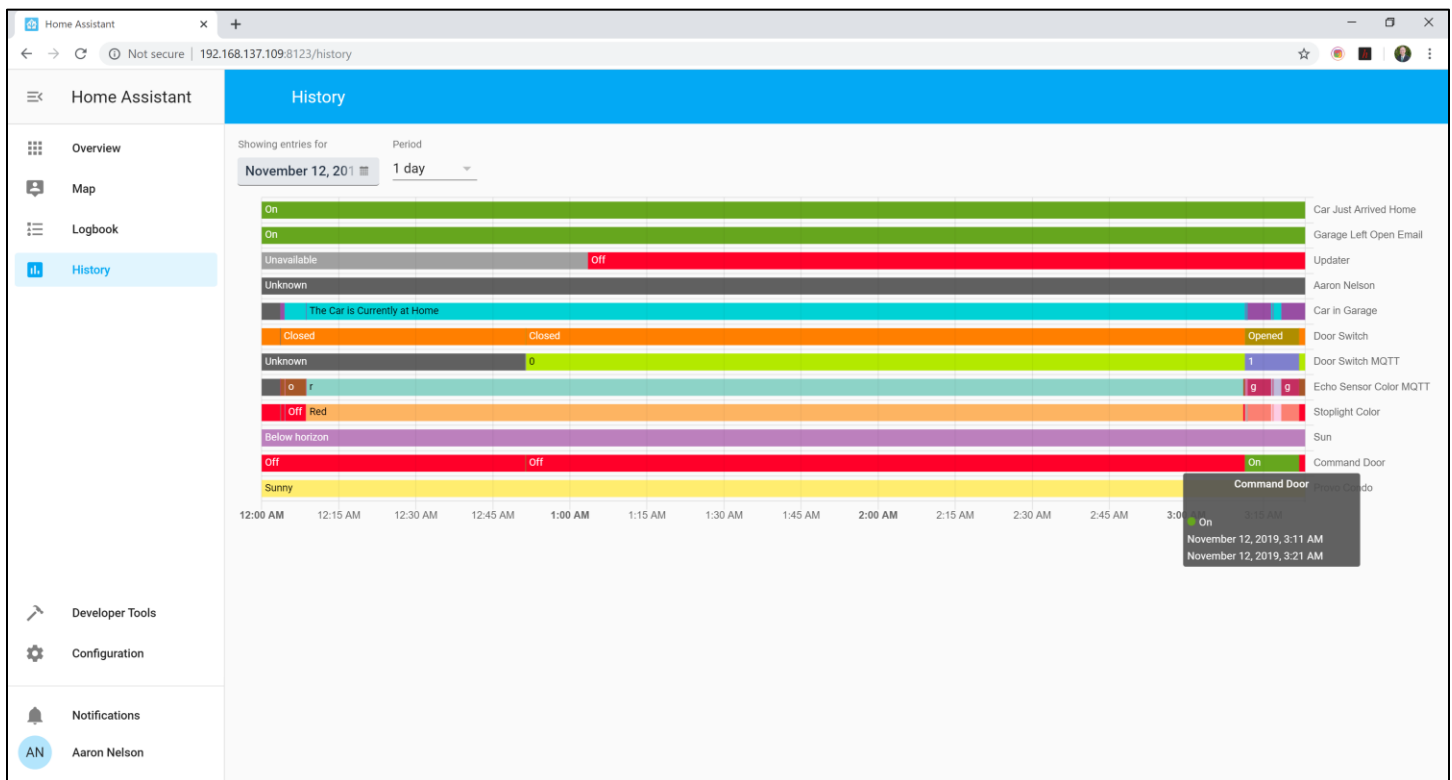 Home Assistant
Not secure | 192.168.137.109:8123/history
Home Assistant
History
Overview
Map
Logbook
History
Developer Tools
Configuration
Notifications
AN Aaron Nelson
Showing entries for Period
November 12, 201 1 day
On Car Just Arrived Home
On Garage Left Open Email
Unavailable Off Updater
Unknown Aaron Nelson
The Car is Currently at Home Car in Garage
Closed Closed Opened Door Switch
Unknown 0 1 Door Switch MQTT
o r g g Echo Sensor Color MQTT
Off Red Stoplight Color
Below horizon Sun
Off Off On Command Door
Sunny
12:00 AM 12:15 AM 12:30 AM 12:45 AM 1:00 AM 1:15 AM 1:30 AM 1:45 AM 2:00 AM 2:15 AM 2:30 AM 2:45 AM 3:15 AM
Command Door
On
November 12, 2019, 3:11 AM
November 12, 2019, 3:21 AM